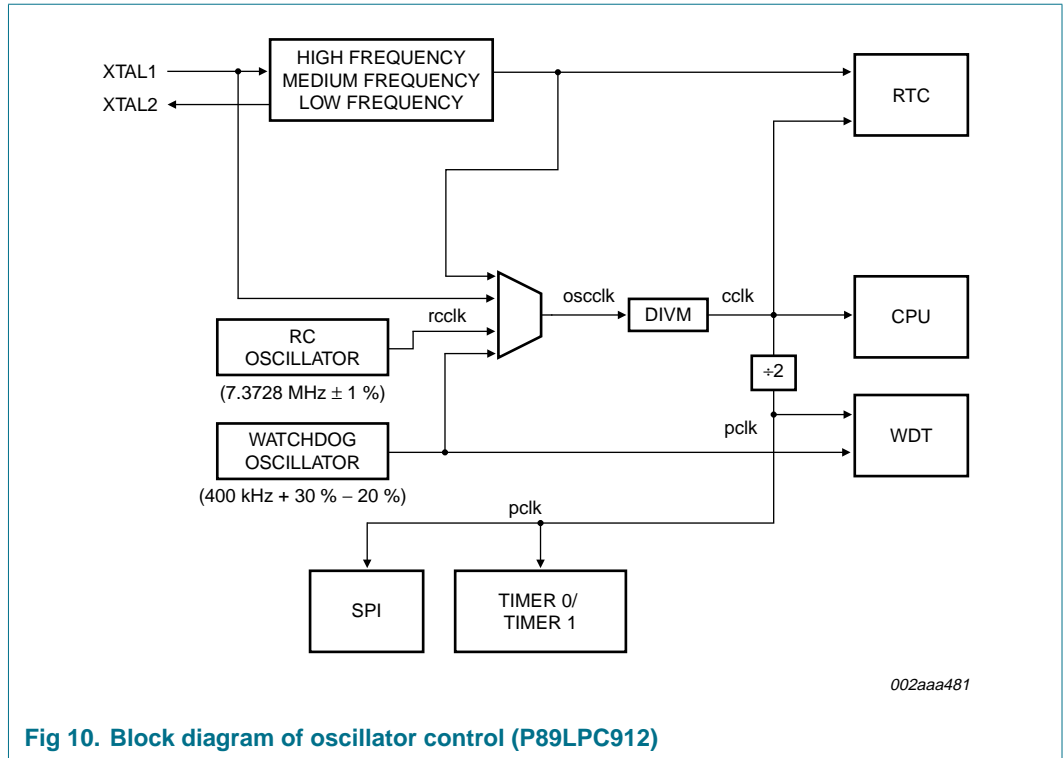 XTAL1
XTAL2
HIGH FREQUENCY
MEDIUM FREQUENCY
LOW FREQUENCY
RTC
oscclk
cclk
DIVM
CPU
rcclk
RC
OSCILLATOR
(7.3728 MHz ± 1 %)
÷2
pclk
WDT
WATCHDOG
OSCILLATOR
(400 kHz + 30 % − 20 %)
pclk
SPI
TIMER 0/
TIMER 1
002aaa481
Fig 10. Block diagram of oscillator control (P89LPC912)